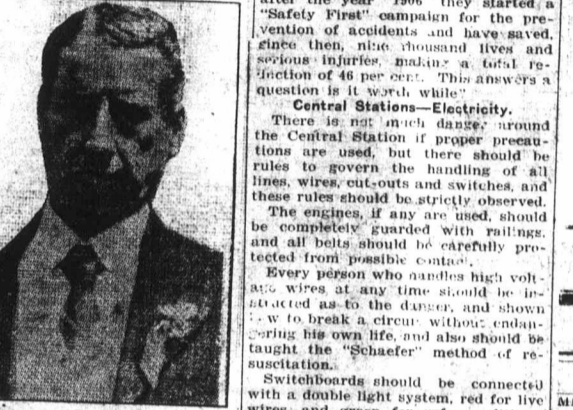 after the year 1906 they started a
"Safety First" campaign for the pre-
vention of accidents and have saved,
since then, nine thousand lives and
serious injuries, making a total re-
duction of 46 per cent. This answers a
question is it worth while"
Central Stations—Electricity.
There is not much danger around
the Central Station if proper precau-
tions are used, but there should be
rules to govern the handling of all
lines, wires, cut-outs and switches, and
these rules should be strictly observed.
The engines, if any are used, should
be completely guarded with railings,
and all belts should be carefully pro-
tected from possible contact.
Every person who handles high volt-
age wires at any time should be in-
structed as to the danger, and shown
how to break a circuit without endan-
gering his own life, and also should be
taught the "Schaefer" method of re-
suscitation.
Switchboards should be connected
with a double light system, red for live
wires and green for